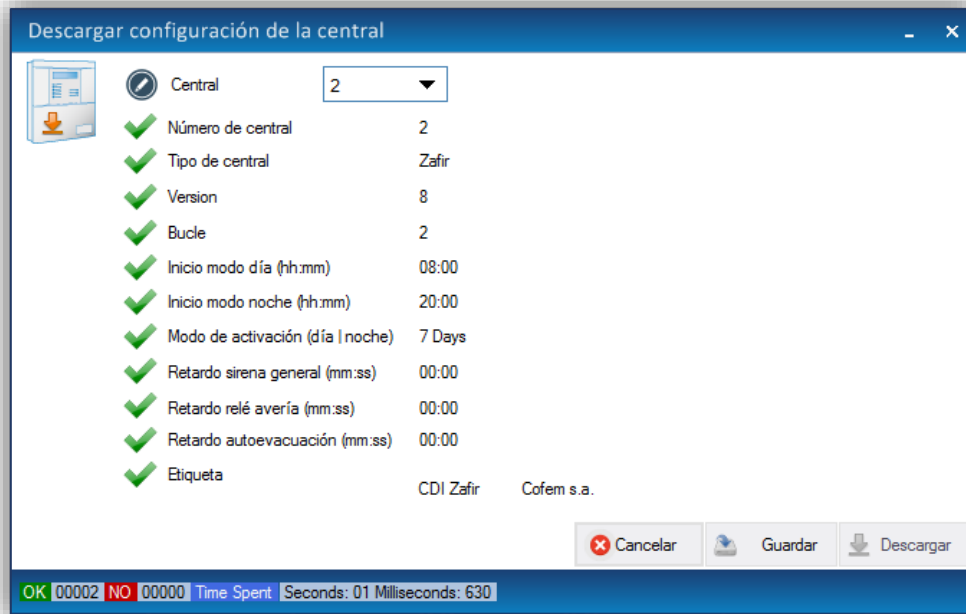 Descargar configuración de la central
Central 2
Número de central 2
Tipo de central Zafir
Version 8
Bucle 2
Inicio modo día (hh:mm) 08:00
Inicio modo noche (hh:mm) 20:00
Modo de activación (día | noche) 7 Days
Retardo sirena general (mm:ss) 00:00
Retardo relé avería (mm:ss) 00:00
Retardo autoevacuación (mm:ss) 00:00
Etiqueta
CDI Zafir Cofem s.a.
Cancelar Guardar Descargar
OK 00002 NO 00000 Time Spent Seconds: 01 Milliseconds: 630